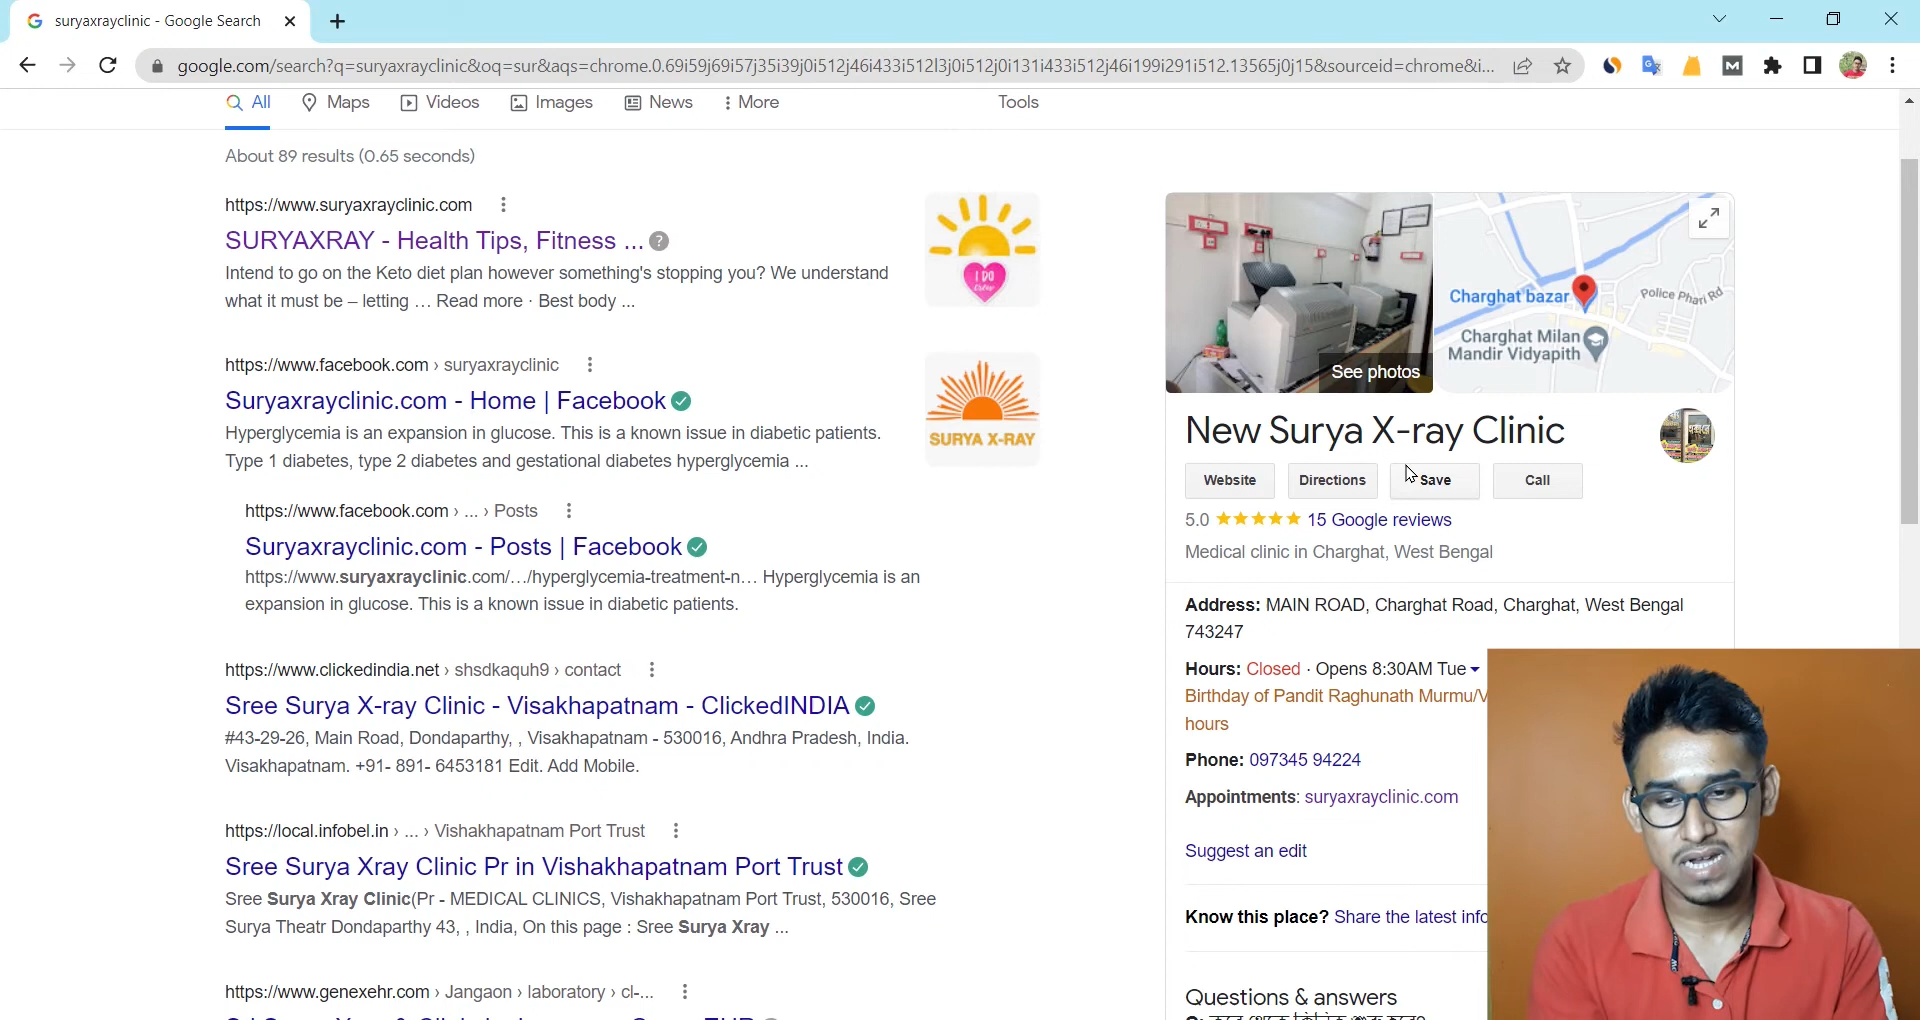 suryaxrayclinic - Google Search
google.com/search?q=suryaxrayclinic&oq=sur&aqs=chrome.0.69i59j69i57j35i39j0i512j46i433i512l3j0i512j0i131i433i512j46i199i291i512.13565j0j15&sourceid=chrome&i...
All Maps Videos Images News More Tools
About 89 results (0.65 seconds)
https://www.suryaxrayclinic.com
SURYAXRAY - Health Tips, Fitness ...
Intend to go on the Keto diet plan however something's stopping you? We understand
what it must be – letting ... Read more · Best body ...
I DO
https://www.facebook.com › suryaxrayclinic
Suryaxrayclinic.com - Home | Facebook
Hyperglycemia is an expansion in glucose. This is a known issue in diabetic patients.
Type 1 diabetes, type 2 diabetes and gestational diabetes hyperglycemia ...
SURYA X-RAY
https://www.facebook.com › ... › Posts
Suryaxrayclinic.com - Posts | Facebook
https://www.suryaxrayclinic.com/.../hyperglycemia-treatment-n... Hyperglycemia is an
expansion in glucose. This is a known issue in diabetic patients.
https://www.clickedindia.net › shsdkaquh9 › contact
Sree Surya X-ray Clinic - Visakhapatnam - ClickedINDIA
#43-29-26, Main Road, Dondaparthy, , Visakhapatnam - 530016, Andhra Pradesh, India.
Visakhapatnam. +91- 891- 6453181 Edit. Add Mobile.
https://local.infobel.in › ... › Vishakhapatnam Port Trust
Sree Surya Xray Clinic Pr in Vishakhapatnam Port Trust
Sree Surya Xray Clinic(Pr - MEDICAL CLINICS, Vishakhapatnam Port Trust, 530016, Sree
Surya Theatr Dondaparthy 43, , India, On this page : Sree Surya Xray ...
https://www.genexehr.com › Jangaon › laboratory › cl-...
See photos
Charghat bazar
Police Phari Rd
Charghat Milan
Mandir Vidyapith
New Surya X-ray Clinic
Website Directions Save Call
5.0 15 Google reviews
Medical clinic in Charghat, West Bengal
Address: MAIN ROAD, Charghat Road, Charghat, West Bengal
743247
Hours: Closed · Opens 8:30AM Tue
Birthday of Pandit Raghunath Murmu/V
hours
Phone: 097345 94224
Appointments: suryaxrayclinic.com
Suggest an edit
Know this place? Share the latest info
Questions & answers